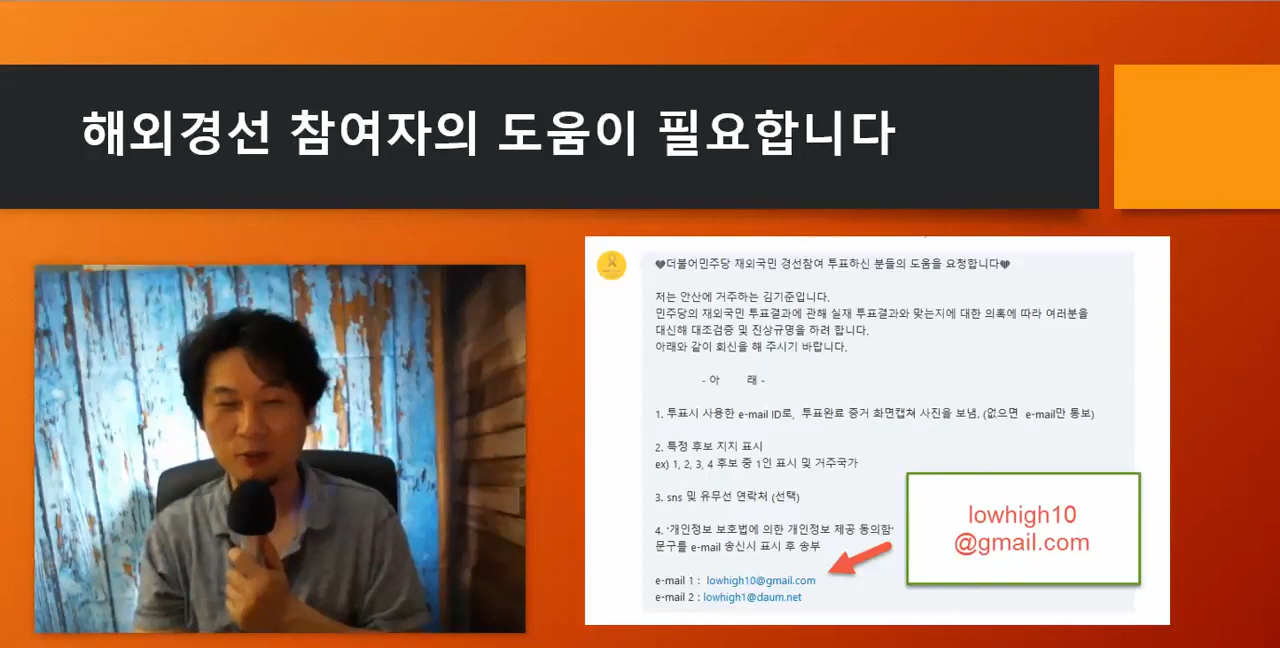 해외경선 참여자의 도움이 필요합니다
🖤더불어민주당 재외국민 경선참여 투표하신 분들의 도움을 요청합니다🖤
저는 안산에 거주하는 김기준입니다.
민주당의 재외국민 투표결과에 관해 실재 투표결과와 맞는지에 대한 의혹에 따라 여러분을
대신해 대조검증 및 진상규명을 하려 합니다.
아래와 같이 회신을 해 주시기 바랍니다.
- 아 래 -
1. 투표시 사용한 e-mail ID로, 투표완료 증거 화면캡쳐 사진을 보냄. (없으면 e-mail만 통보)
2. 특정 후보 지지 표시
ex) 1, 2, 3, 4 후보 중 1인 표시 및 거주국가
3. sns 및 유무선 연락처 (선택)
4. '개인정보 보호법에 의한 개인정보 제공 동의함'
문구를 e-mail 송신시 표시 후 송부
e-mail 1 : lowhigh10@gmail.com
e-mail 2 : lowhigh1@daum.net
lowhigh10
@gmail.com